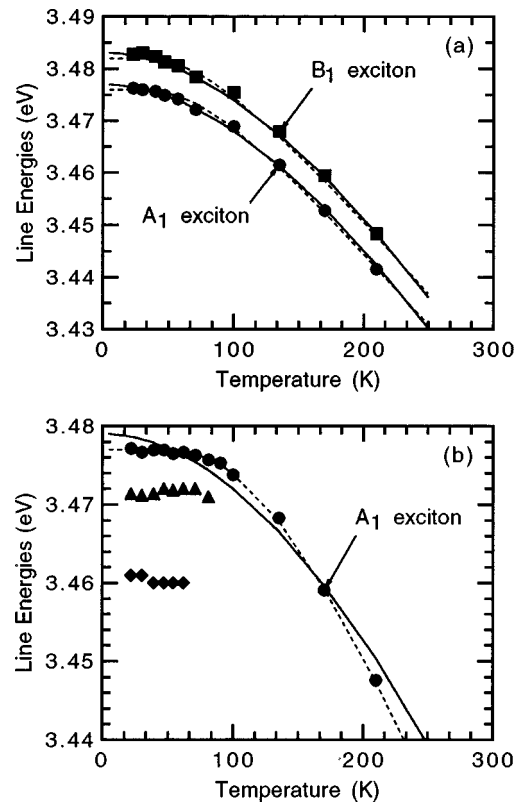 (a)
3.49
3.48
3.47
3.46
3.45
3.44
3.43
Line Energies (eV)
B1 exciton
A1 exciton
0 100 200 300
Temperature (K)
(b)
3.48
3.47
3.46
3.45
3.44
Line Energies (eV)
A1 exciton
0 100 200 300
Temperature (K)